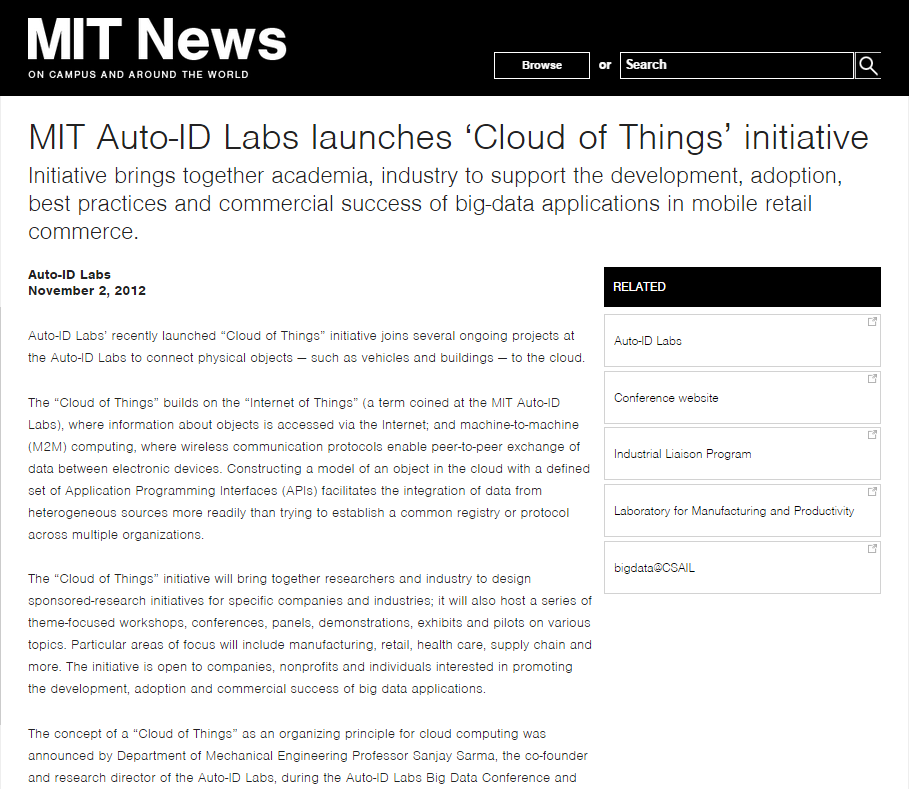 MIT News
ON CAMPUS AND AROUND THE WORLD
Browse or Search
MIT Auto-ID Labs launches ‘Cloud of Things’ initiative
Initiative brings together academia, industry to support the development, adoption,
best practices and commercial success of big-data applications in mobile retail
commerce.
Auto-ID Labs
November 2, 2012
Auto-ID Labs’ recently launched “Cloud of Things” initiative joins several ongoing projects at
the Auto-ID Labs to connect physical objects — such as vehicles and buildings — to the cloud.
The “Cloud of Things” builds on the “Internet of Things” (a term coined at the MIT Auto-ID
Labs), where information about objects is accessed via the Internet; and machine-to-machine
(M2M) computing, where wireless communication protocols enable peer-to-peer exchange of
data between electronic devices. Constructing a model of an object in the cloud with a defined
set of Application Programming Interfaces (APIs) facilitates the integration of data from
heterogeneous sources more readily than trying to establish a common registry or protocol
across multiple organizations.
The “Cloud of Things” initiative will bring together researchers and industry to design
sponsored-research initiatives for specific companies and industries; it will also host a series of
theme-focused workshops, conferences, panels, demonstrations, exhibits and pilots on various
topics. Particular areas of focus will include manufacturing, retail, health care, supply chain and
more. The initiative is open to companies, nonprofits and individuals interested in promoting
the development, adoption and commercial success of big data applications.
The concept of a “Cloud of Things” as an organizing principle for cloud computing was
announced by Department of Mechanical Engineering Professor Sanjay Sarma, the co-founder
and research director of the Auto-ID Labs, during the Auto-ID Labs Big Data Conference and
RELATED
Auto-ID Labs
Conference website
Industrial Liaison Program
Laboratory for Manufacturing and Productivity
bigdata@CSAIL